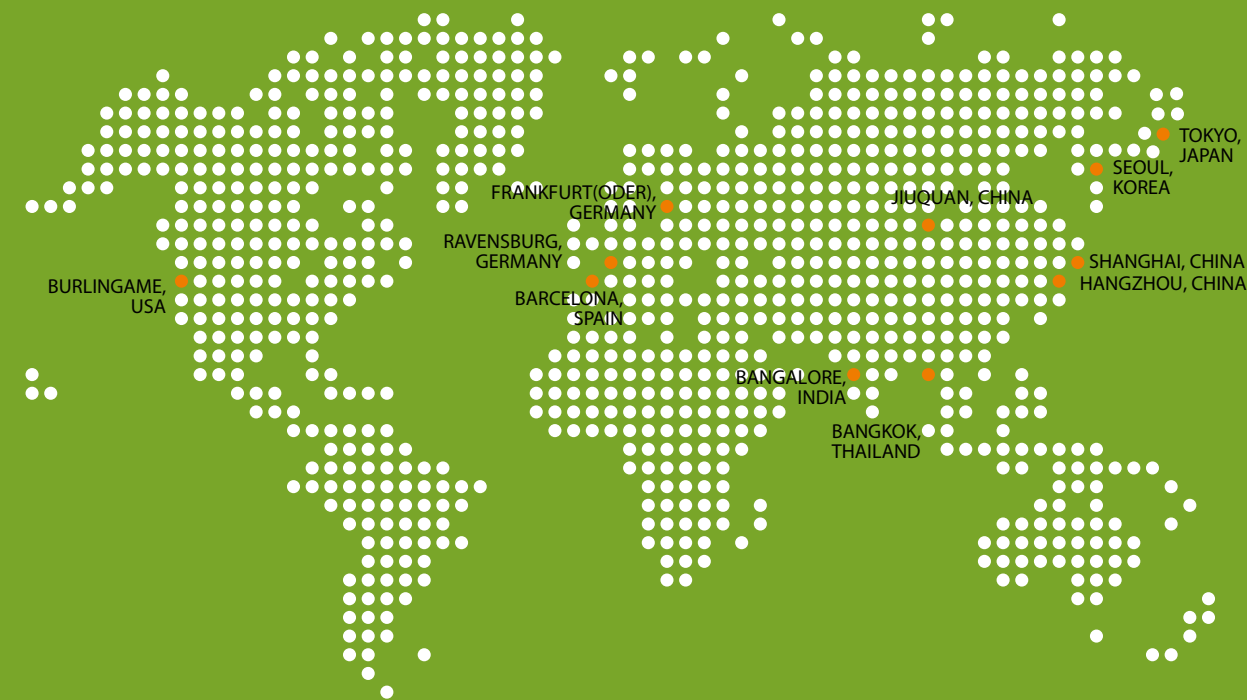 TOKYO,
JAPAN
SEOUL,
KOREA
FRANKFURT(ODER),
GERMANY
JIUQUAN, CHINA
RAVENSBURG,
GERMANY
SHANGHAI, CHINA
BURLINGAME,
USA
HANGZHOU, CHINA
BARCELONA,
SPAIN
BANGALORE,
INDIA
BANGKOK,
THAILAND